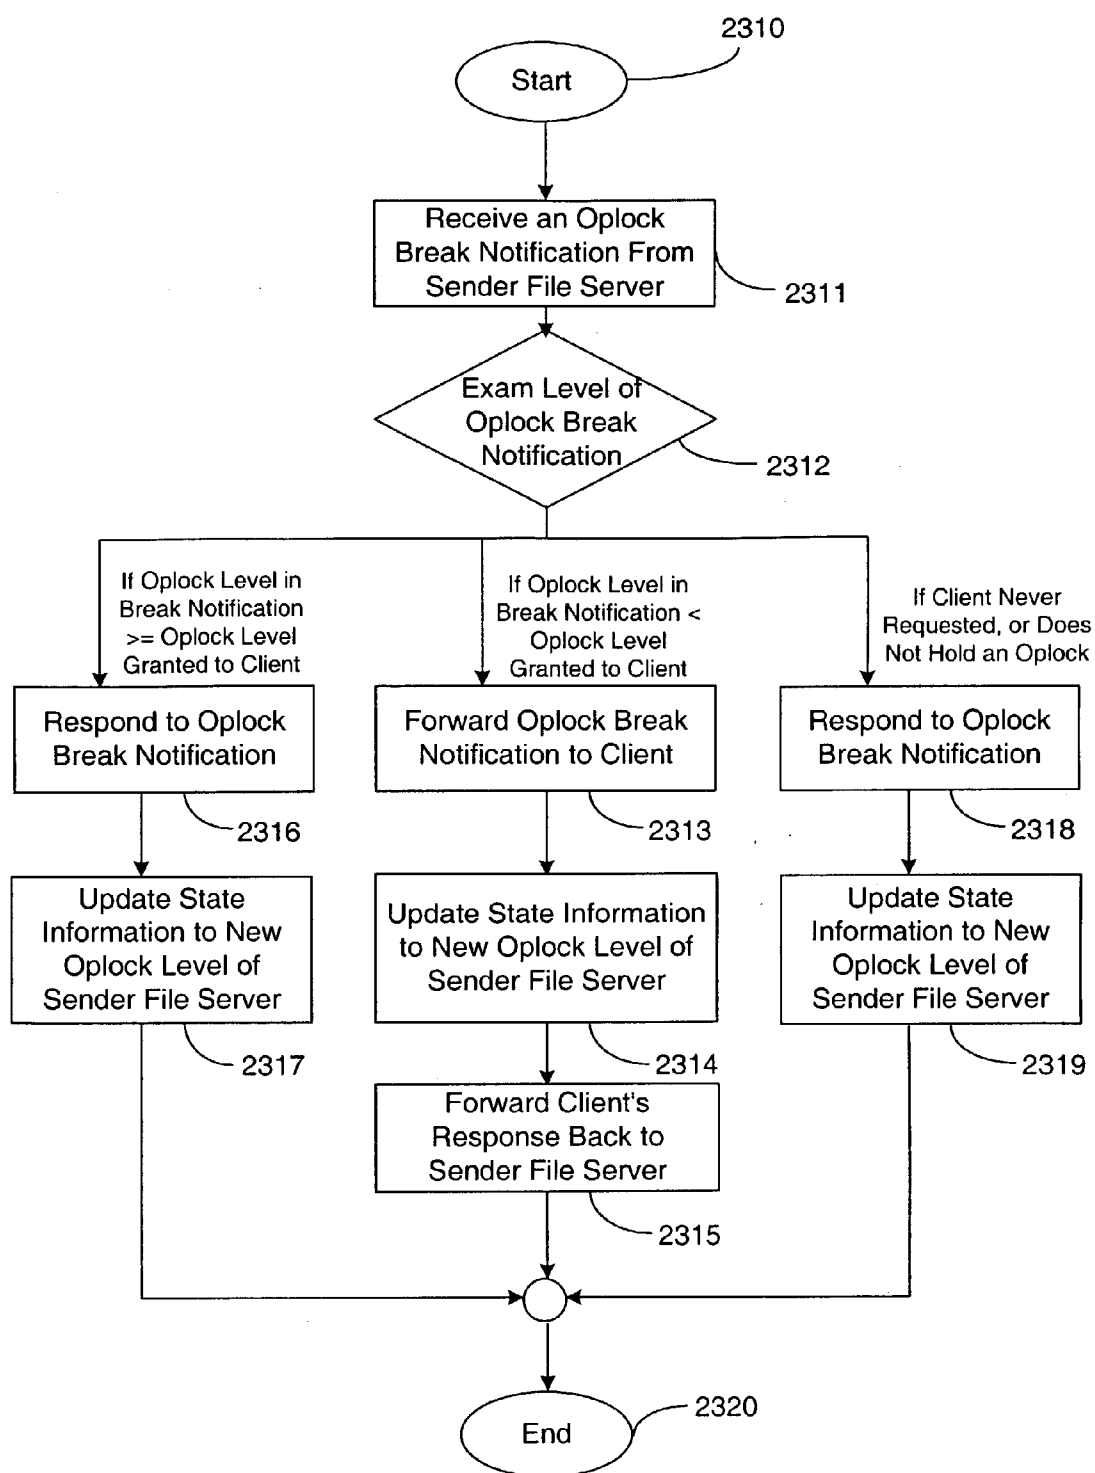 2310
Start
Receive an Oplock
Break Notification From
Sender File Server
2311
Exam Level of
Oplock Break
Notification
2312
If Oplock Level in
Break Notification
>= Oplock Level
Granted to Client
If Oplock Level in
Break Notification <
Oplock Level
Granted to Client
If Client Never
Requested, or Does
Not Hold an Oplock
Respond to Oplock
Break Notification
2316
Forward Oplock Break
Notification to Client
2313
Respond to Oplock
Break Notification
2318
Update State
Information to New
Oplock Level of
Sender File Server
2317
Update State Information
to New Oplock Level of
Sender File Server
2314
Update State
Information to New
Oplock Level of
Sender File Server
2319
Forward Client's
Response Back to
Sender File Server
2315
End
2320